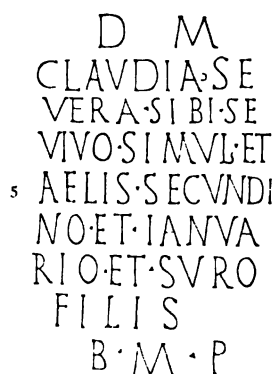 D M
CLAVDIA·SE
VERA·SIBI·SE
VIVO·SIMVL·ET
5 AELIS·SECVNDI
NO·ET·IANVA
RIO·ET·SVRO
FILIS
B·M·P